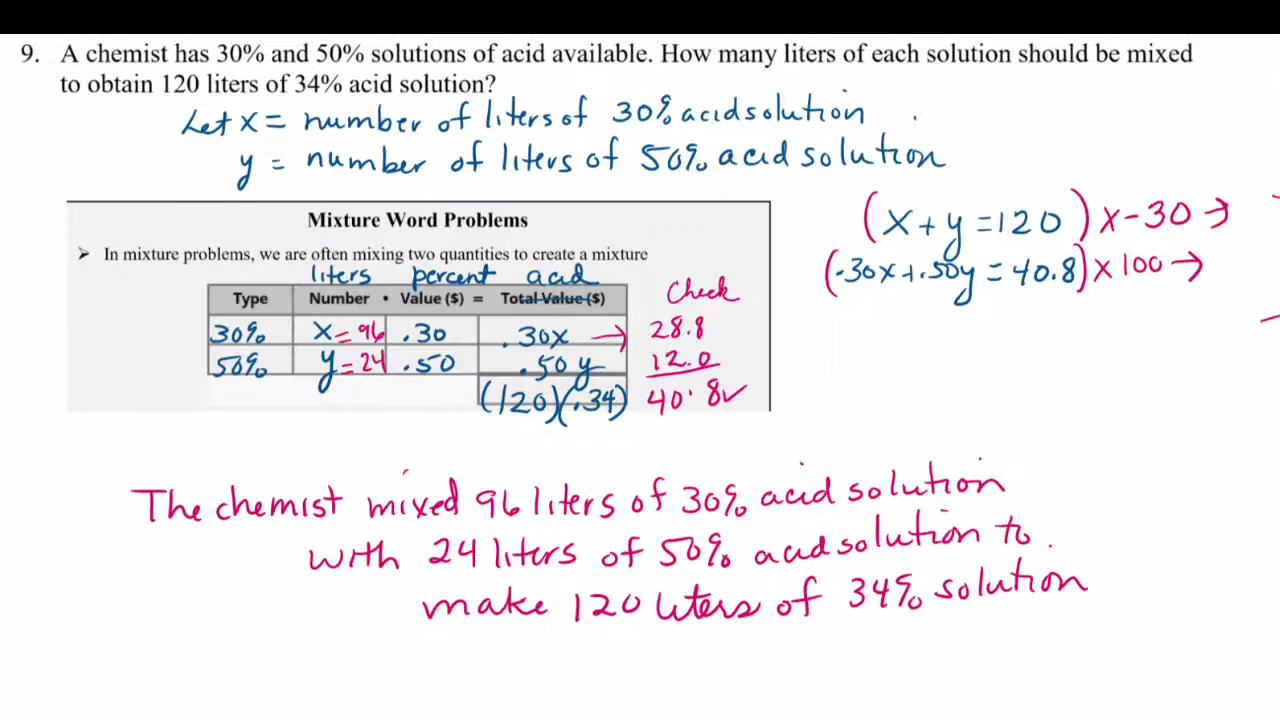 9. A chemist has 30% and 50% solutions of acid available. How many liters of each solution should be mixed
to obtain 120 liters of 34% acid solution?
Let x = number of liters of 30% acid solution
y = number of liters of 50% acid solution
Mixture Word Problems
➢ In mixture problems, we are often mixing two quantities to create a mixture
liters percent acid
Type Number • Value ($) = Total Value ($)
30% x = 96 .30 .30x →
50% y = 24 .50 .50y
(120)(.34)
Check
28.8
12.0
40.8✓
(x + y = 120) x -30 →
(.30x + .50y = 40.8) x 100 →
The chemist mixed 96 liters of 30% acid solution
with 24 liters of 50% acid solution to
make 120 liters of 34% solution